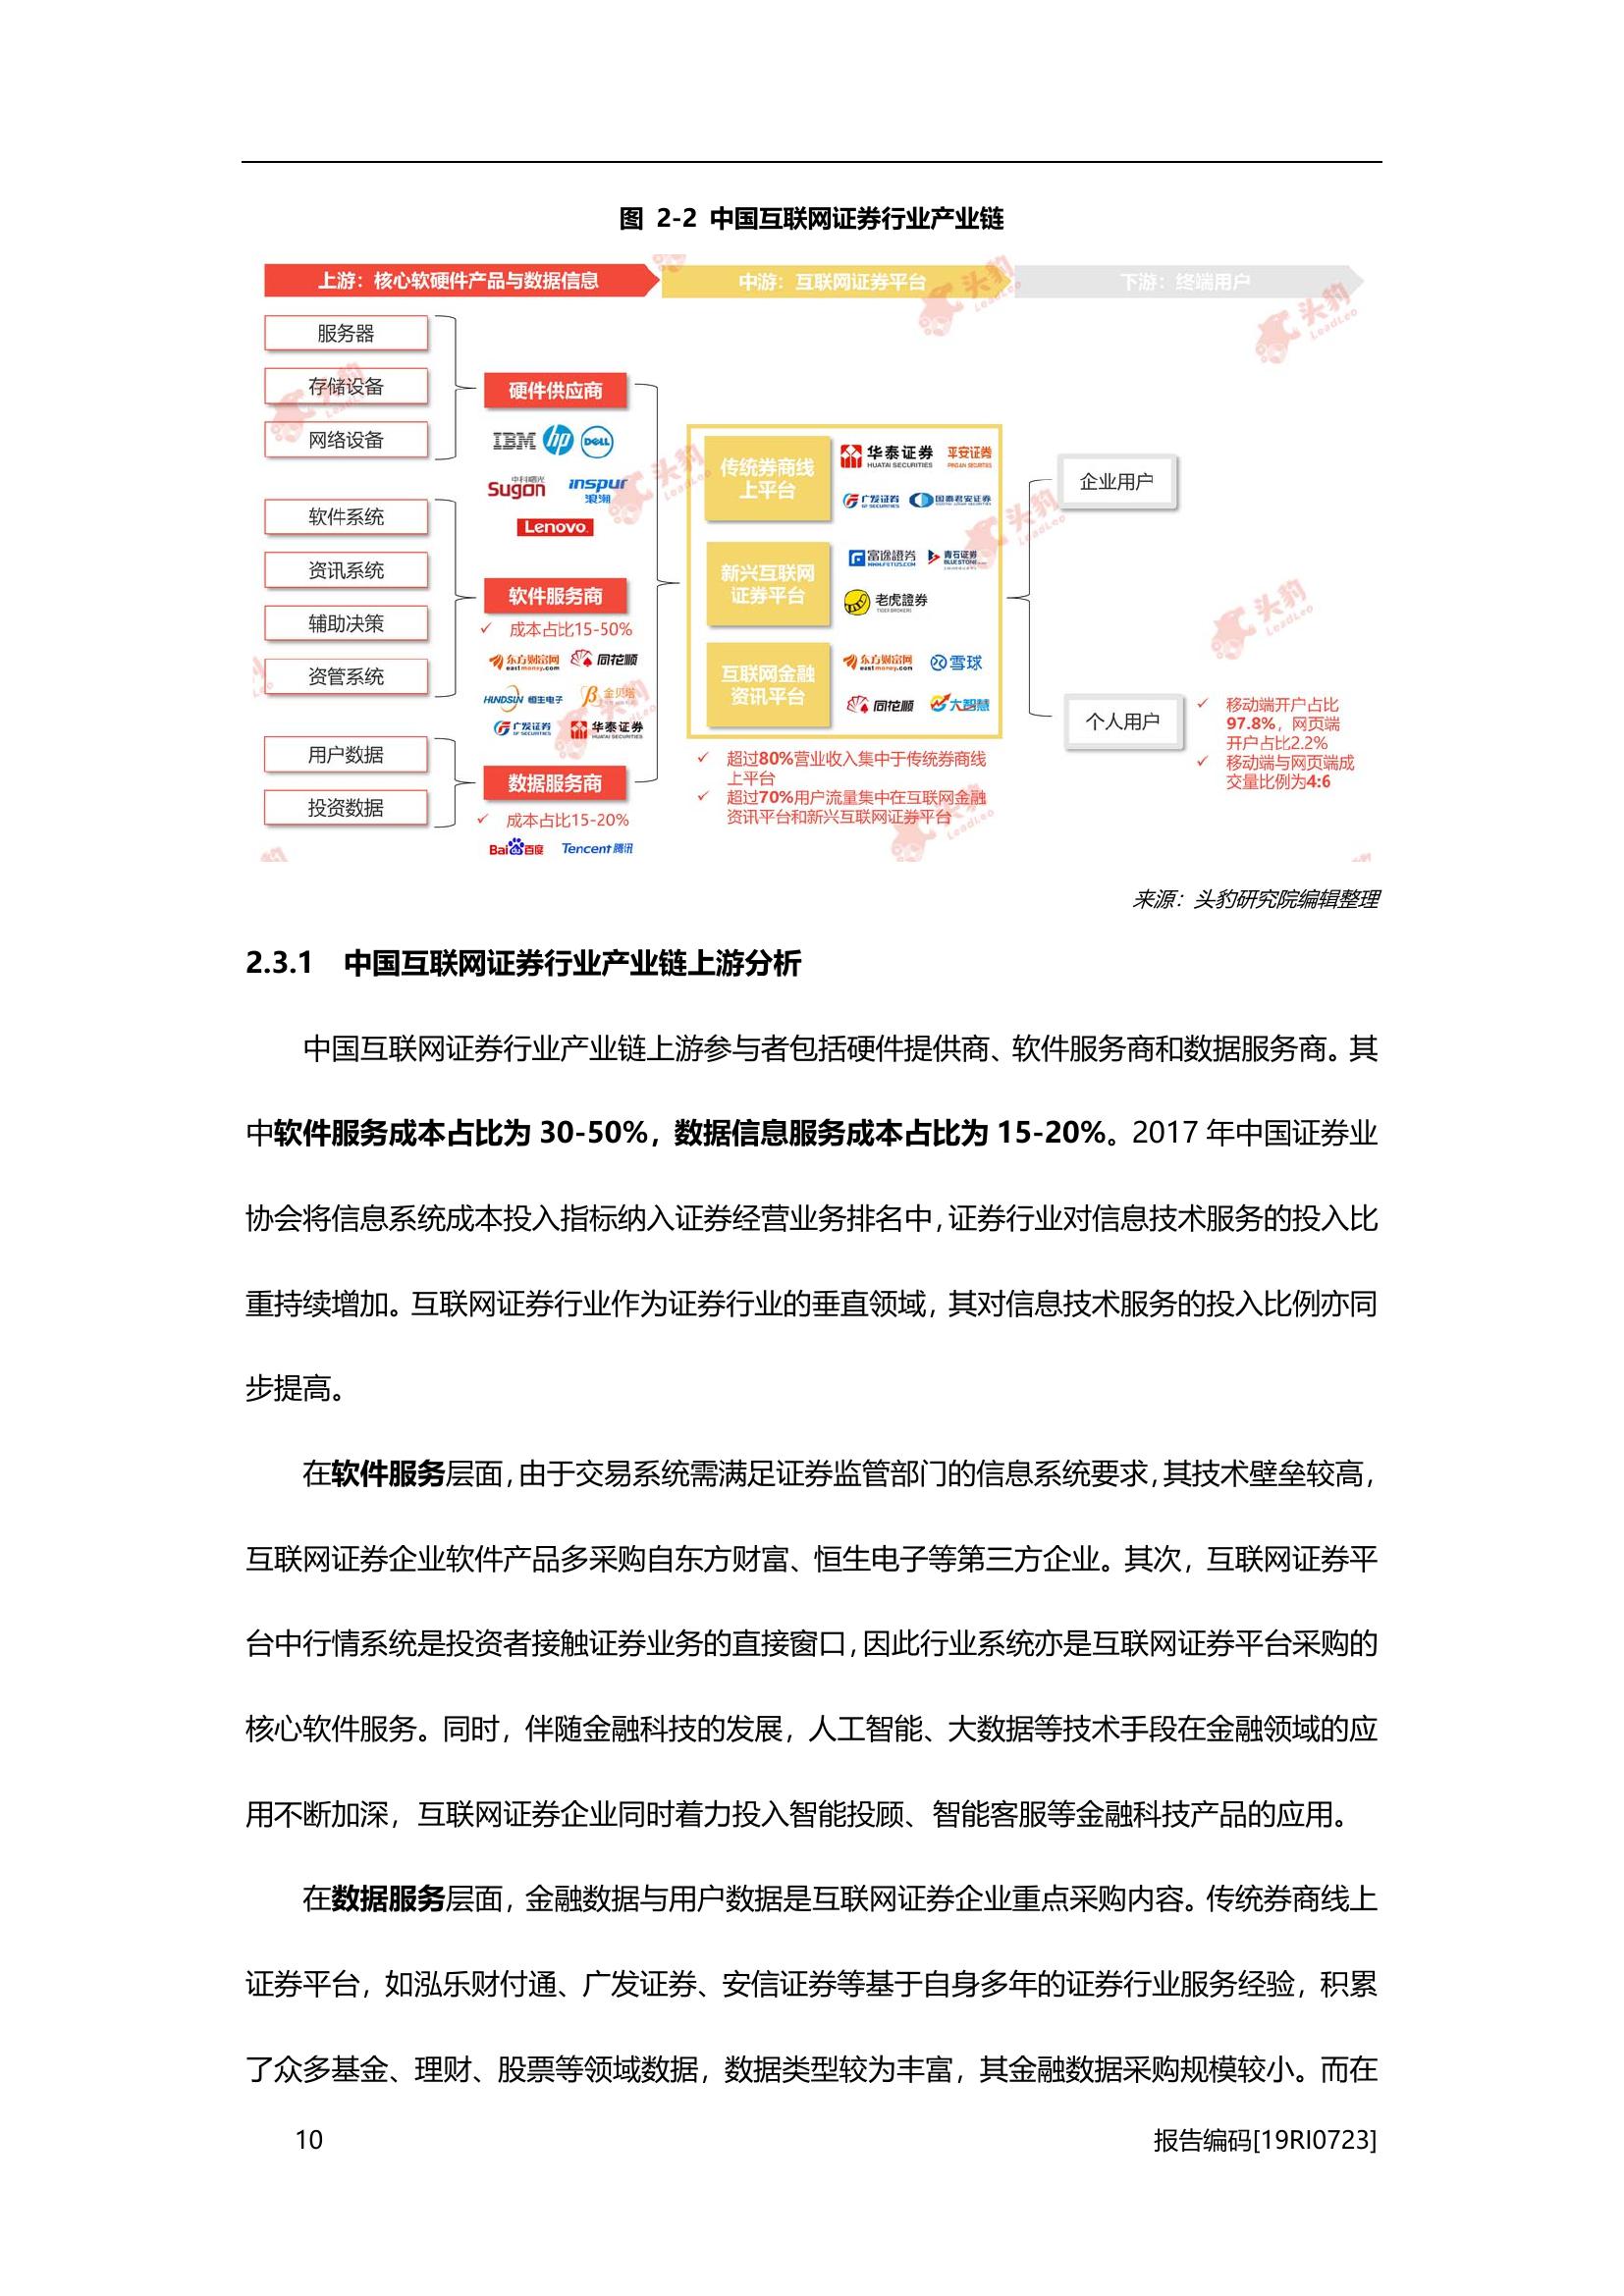 图 2-2 中国互联网证券行业产业链
上游：核心软硬件产品与数据信息
中游：互联网证券平台
下游：终端用户
服务器
存储设备
网络设备
硬件供应商
IBM hp DELL
中科曙光
Sugon
inspur
浪潮
Lenovo
软件系统
资讯系统
辅助决策
资管系统
软件服务商
✓ 成本占比15-50%
东方财富网
eastmoney.com
同花顺
HUNDSUN 恒生电子
金贝塔
广发证券
GF SECURITIES
华泰证券
HUATAI SECURITIES
用户数据
投资数据
数据服务商
✓ 成本占比15-20%
Bai百度 Tencent 腾讯
传统券商线
上平台
华泰证券
HUATAI SECURITIES
平安证券
PINGAN SECURITIES
广发证券
GF SECURITIES
国泰君安证券
新兴互联网
证券平台
富途證券
青石证券
BLUESTONE
老虎證券
TIGER BROKERS
互联网金融
资讯平台
东方财富网
eastmoney.com
雪球
同花顺
大智慧
✓ 超过80%营业收入集中于传统券商线
上平台
✓ 超过70%用户流量集中在互联网金融
资讯平台和新兴互联网证券平台
企业用户
个人用户
✓ 移动端开户占比
97.8%，网页端
开户占比2.2%
✓ 移动端与网页端成
交量比例为4:6
头豹
LeadLeo
来源：头豹研究院编辑整理
2.3.1 中国互联网证券行业产业链上游分析
中国互联网证券行业产业链上游参与者包括硬件提供商、软件服务商和数据服务商。其
中软件服务成本占比为 30-50%，数据信息服务成本占比为 15-20%。2017 年中国证券业
协会将信息系统成本投入指标纳入证券经营业务排名中，证券行业对信息技术服务的投入比
重持续增加。互联网证券行业作为证券行业的垂直领域，其对信息技术服务的投入比例亦同
步提高。
在软件服务层面，由于交易系统需满足证券监管部门的信息系统要求，其技术壁垒较高，
互联网证券企业软件产品多采购自东方财富、恒生电子等第三方企业。其次，互联网证券平
台中行情系统是投资者接触证券业务的直接窗口，因此行业系统亦是互联网证券平台采购的
核心软件服务。同时，伴随金融科技的发展，人工智能、大数据等技术手段在金融领域的应
用不断加深，互联网证券企业同时着力投入智能投顾、智能客服等金融科技产品的应用。
在数据服务层面，金融数据与用户数据是互联网证券企业重点采购内容。传统券商线上
证券平台，如泓乐财付通、广发证券、安信证券等基于自身多年的证券行业服务经验，积累
了众多基金、理财、股票等领域数据，数据类型较为丰富，其金融数据采购规模较小。而在
10
报告编码[19RI0723]